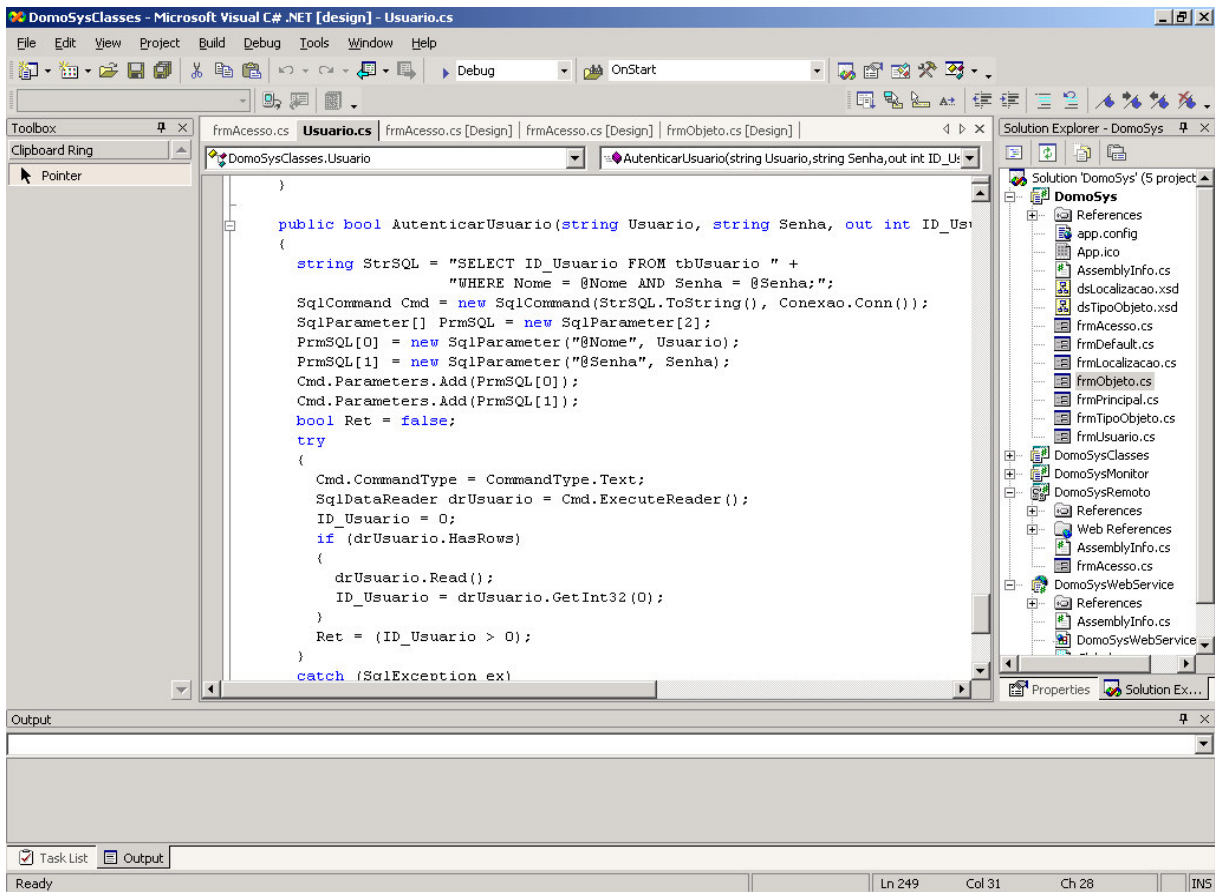 DomoSysClasses - Microsoft Visual C# .NET [design] - Usuario.cs
File Edit View Project Build Debug Tools Window Help
Debug OnStart
Toolbox
Clipboard Ring
Pointer
frmAcesso.cs Usuario.cs frmAcesso.cs [Design] frmAcesso.cs [Design] frmObjeto.cs [Design]
DomoSysClasses.Usuario AutenticarUsuario(string Usuario,string Senha,out int ID_U
}
public bool AutenticarUsuario(string Usuario, string Senha, out int ID_Usu
{
string StrSQL = "SELECT ID_Usuario FROM tbUsuario " +
"WHERE Nome = @Nome AND Senha = @Senha;";
SqlCommand Cmd = new SqlCommand(StrSQL.ToString(), Conexao.Conn());
SqlParameter[] PrmSQL = new SqlParameter[2];
PrmSQL[0] = new SqlParameter("@Nome", Usuario);
PrmSQL[1] = new SqlParameter("@Senha", Senha);
Cmd.Parameters.Add(PrmSQL[0]);
Cmd.Parameters.Add(PrmSQL[1]);
bool Ret = false;
try
{
Cmd.CommandType = CommandType.Text;
SqlDataReader drUsuario = Cmd.ExecuteReader();
ID_Usuario = 0;
if (drUsuario.HasRows)
{
drUsuario.Read();
ID_Usuario = drUsuario.GetInt32(0);
}
Ret = (ID_Usuario > 0);
}
catch (SqlException ex)
Solution Explorer - DomoSys
Solution 'DomoSys' (5 project
DomoSys
References
app.config
App.ico
AssemblyInfo.cs
dsLocalizacao.xsd
dsTipoObjeto.xsd
frmAcesso.cs
frmDefault.cs
frmLocalizacao.cs
frmObjeto.cs
frmPrincipal.cs
frmTipoObjeto.cs
frmUsuario.cs
DomoSysClasses
DomoSysMonitor
DomoSysRemoto
References
Web References
AssemblyInfo.cs
frmAcesso.cs
DomoSysWebService
References
AssemblyInfo.cs
DomoSysWebService
Properties Solution Ex...
Output
Task List Output
Ready Ln 249 Col 31 Ch 28 INS